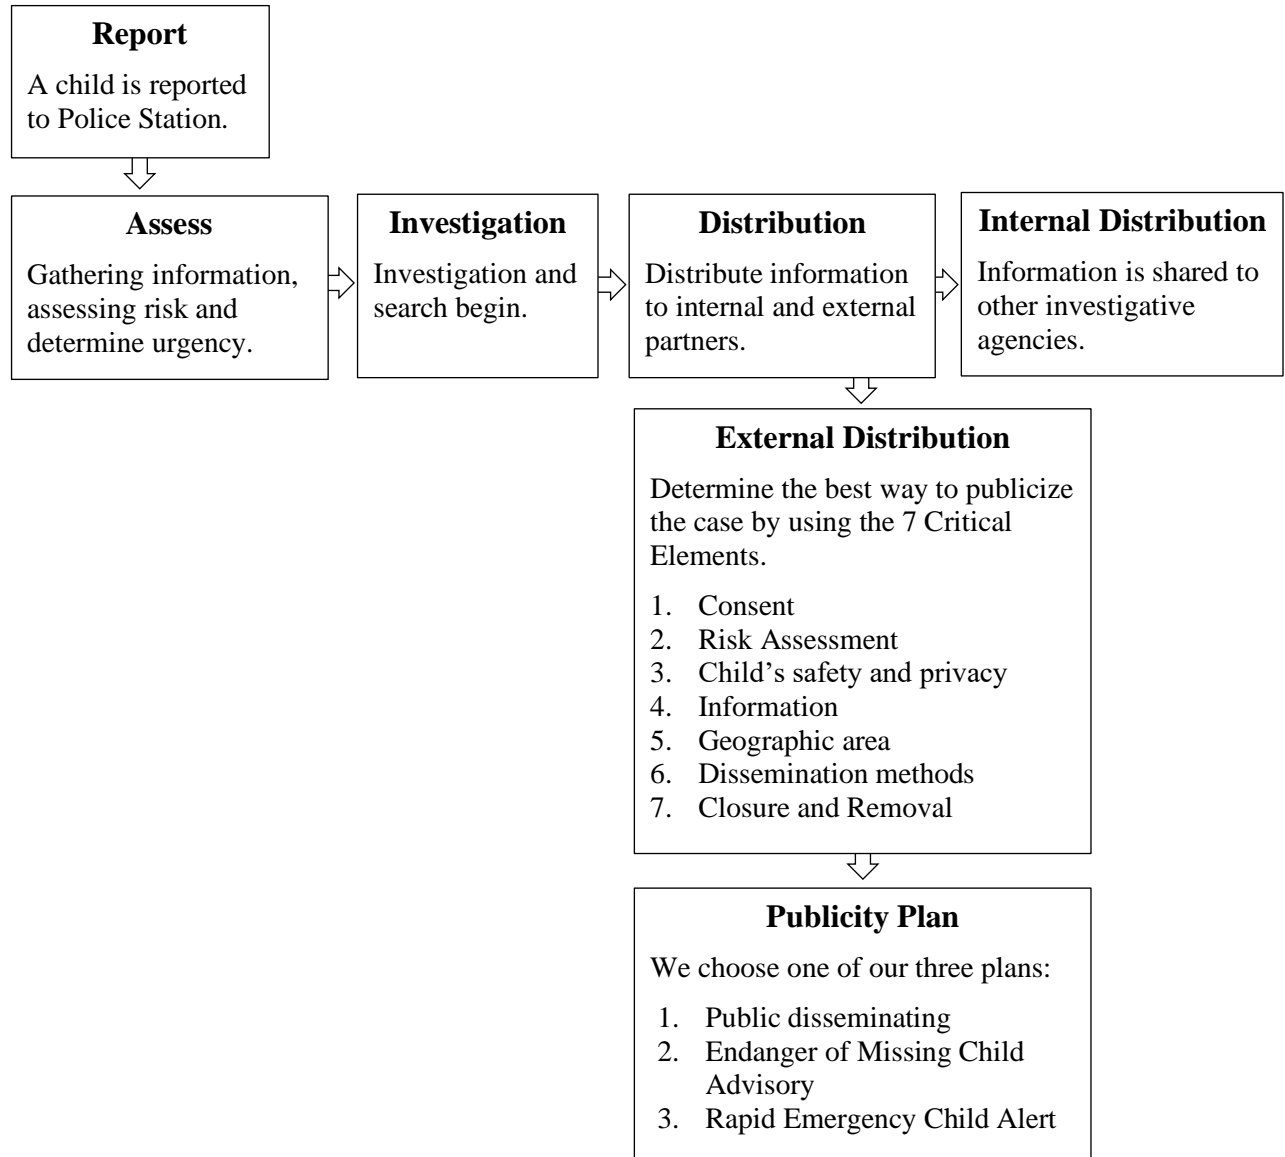 Report
A child is reported
to Police Station.
Assess
Gathering information,
assessing risk and
determine urgency.
Investigation
Investigation and
search begin.
Distribution
Distribute information
to internal and external
partners.
Internal Distribution
Information is shared to
other investigative
agencies.
External Distribution
Determine the best way to publicize
the case by using the 7 Critical
Elements.
1. Consent
2. Risk Assessment
3. Child’s safety and privacy
4. Information
5. Geographic area
6. Dissemination methods
7. Closure and Removal
Publicity Plan
We choose one of our three plans:
1. Public disseminating
2. Endanger of Missing Child
Advisory
3. Rapid Emergency Child Alert